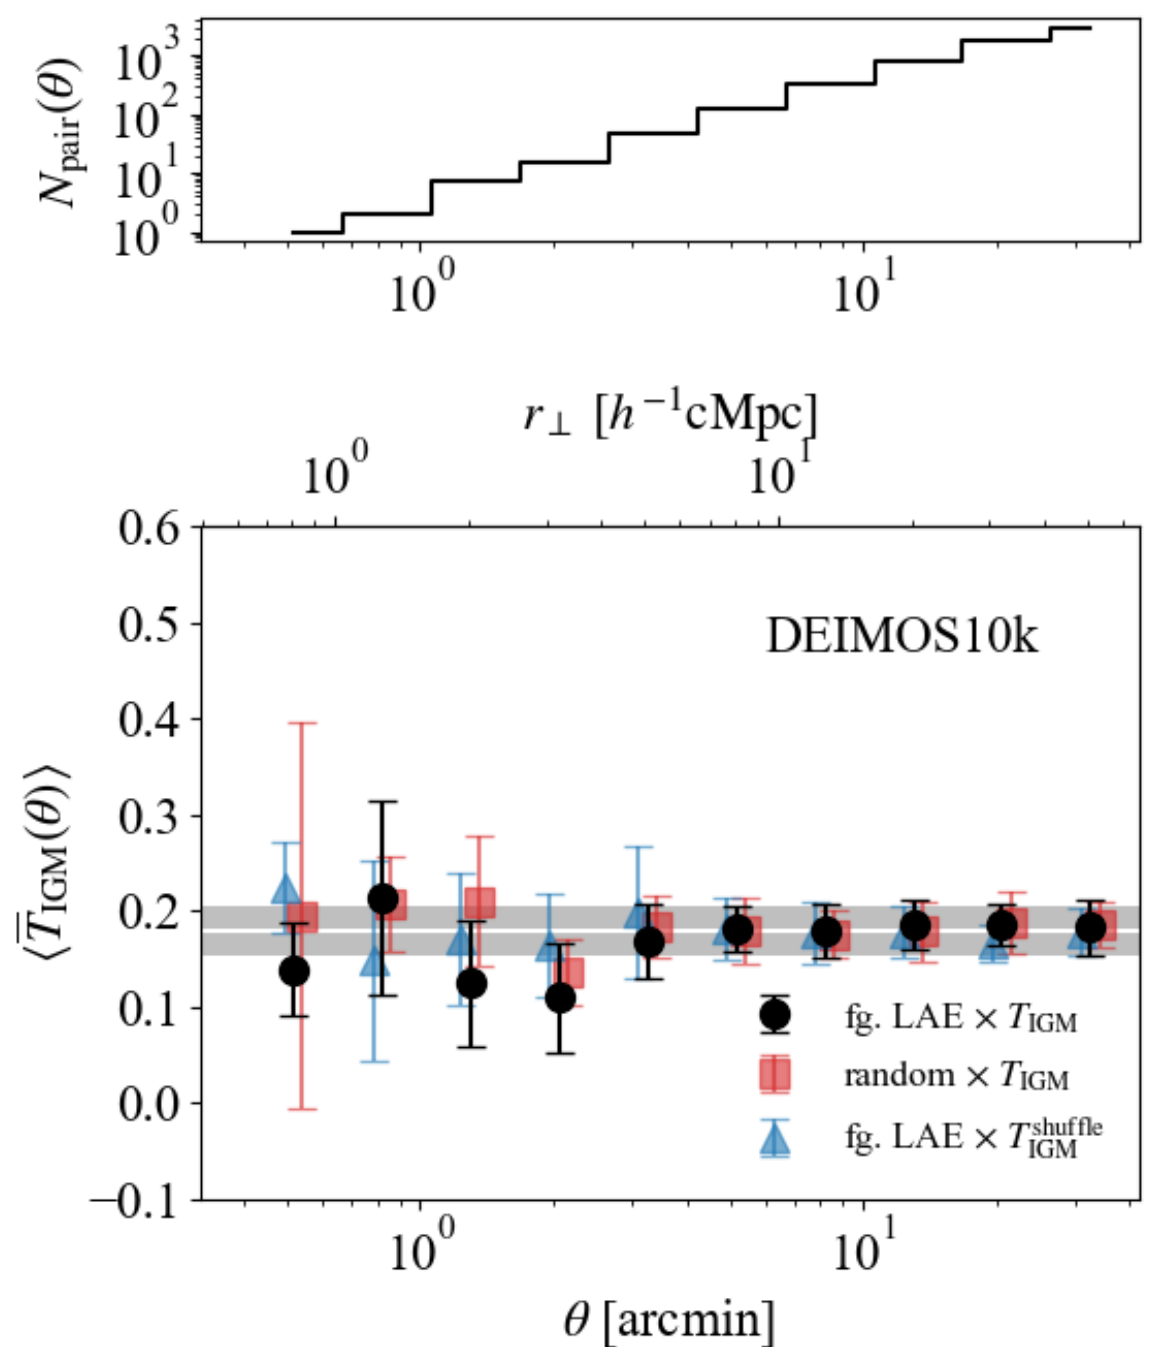 N_pair(θ)
10^3
10^2
10^1
10^0
10^0 10^1
r_⊥ [h^−1cMpc]
10^0 10^1
⟨T̅_IGM(θ)⟩
0.6
0.5
0.4
0.3
0.2
0.1
0.0
−0.1
DEIMOS10k
fg. LAE × T_IGM
random × T_IGM
fg. LAE × T_IGM^shuffle
10^0 10^1
θ [arcmin]